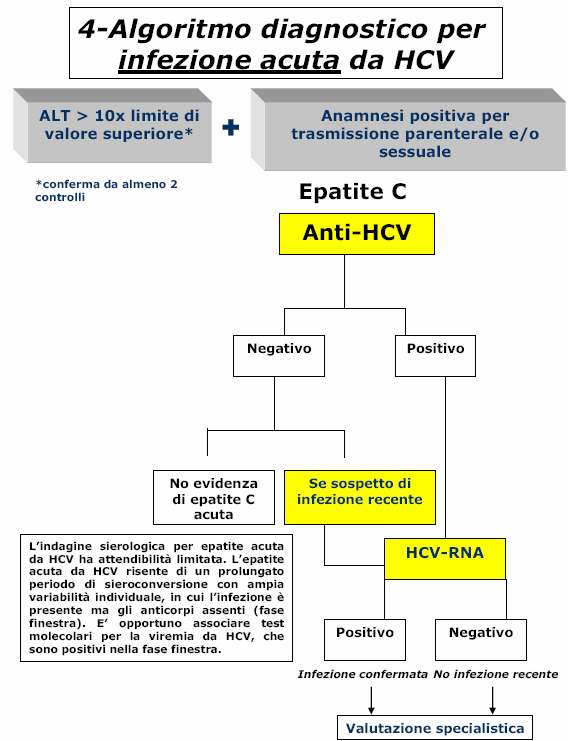 4-Algoritmo diagnostico per
infezione acuta da HCV
ALT > 10x limite di
valore superiore*
+
Anamnesi positiva per
trasmissione parenterale e/o
sessuale
*conferma da almeno 2
controlli
Epatite C
Anti-HCV
Negativo
Positivo
No evidenza
di epatite C
acuta
Se sospetto di
infezione recente
L'indagine sierologica per epatite acuta
da HCV ha attendibilità limitata. L'epatite
acuta da HCV risente di un prolungato
periodo di sieroconversione con ampia
variabilità individuale, in cui l'infezione è
presente ma gli anticorpi assenti (fase
finestra). E' opportuno associare test
molecolari per la viremia da HCV, che
sono positivi nella fase finestra.
HCV-RNA
Positivo
Negativo
Infezione confermata
No infezione recente
Valutazione specialistica